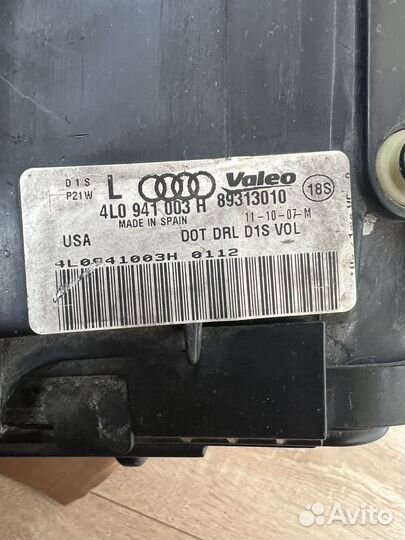 D1S
P21W
L Valeo
18S
4L0 941 003 H 89313010
MADE IN SPAIN 11-10-07-M
USA DOT DRL D1S VOL
4L0941003H 0112
Avito